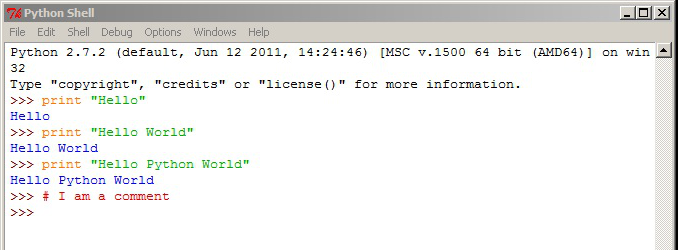 Python Shell
File Edit Shell Debug Options Windows Help
Python 2.7.2 (default, Jun 12 2011, 14:24:46) [MSC v.1500 64 bit (AMD64)] on win
32
Type "copyright", "credits" or "license()" for more information.
>>> print "Hello"
Hello
>>> print "Hello World"
Hello World
>>> print "Hello Python World"
Hello Python World
>>> # I am a comment
>>>